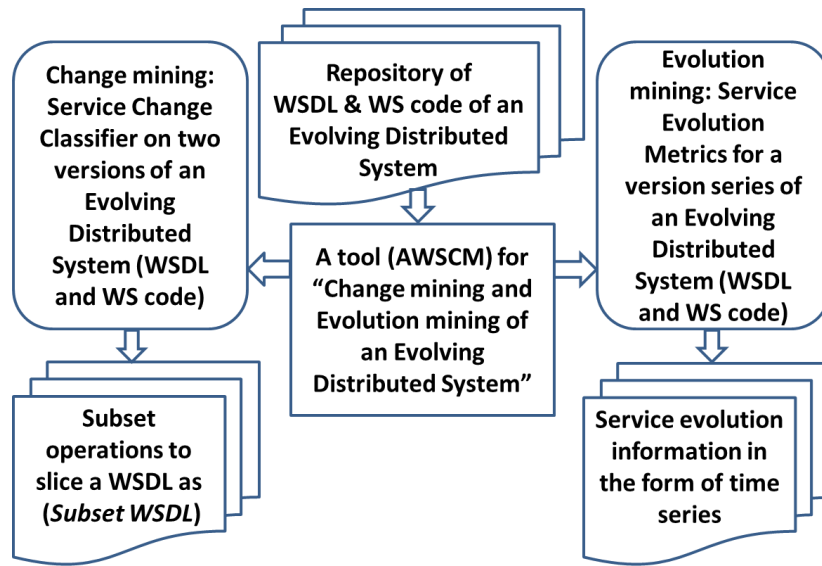 Change mining:
Service Change
Classifier on two
versions of an
Evolving
Distributed
System (WSDL
and WS code)
Repository of
WSDL & WS code of an
Evolving Distributed
System
Evolution
mining: Service
Evolution
Metrics for a
version series of
an Evolving
Distributed
System (WSDL
and WS code)
A tool (AWSCM) for
“Change mining and
Evolution mining of
an Evolving
Distributed System”
Subset
operations to
slice a WSDL as
(Subset WSDL)
Service evolution
information in
the form of time
series